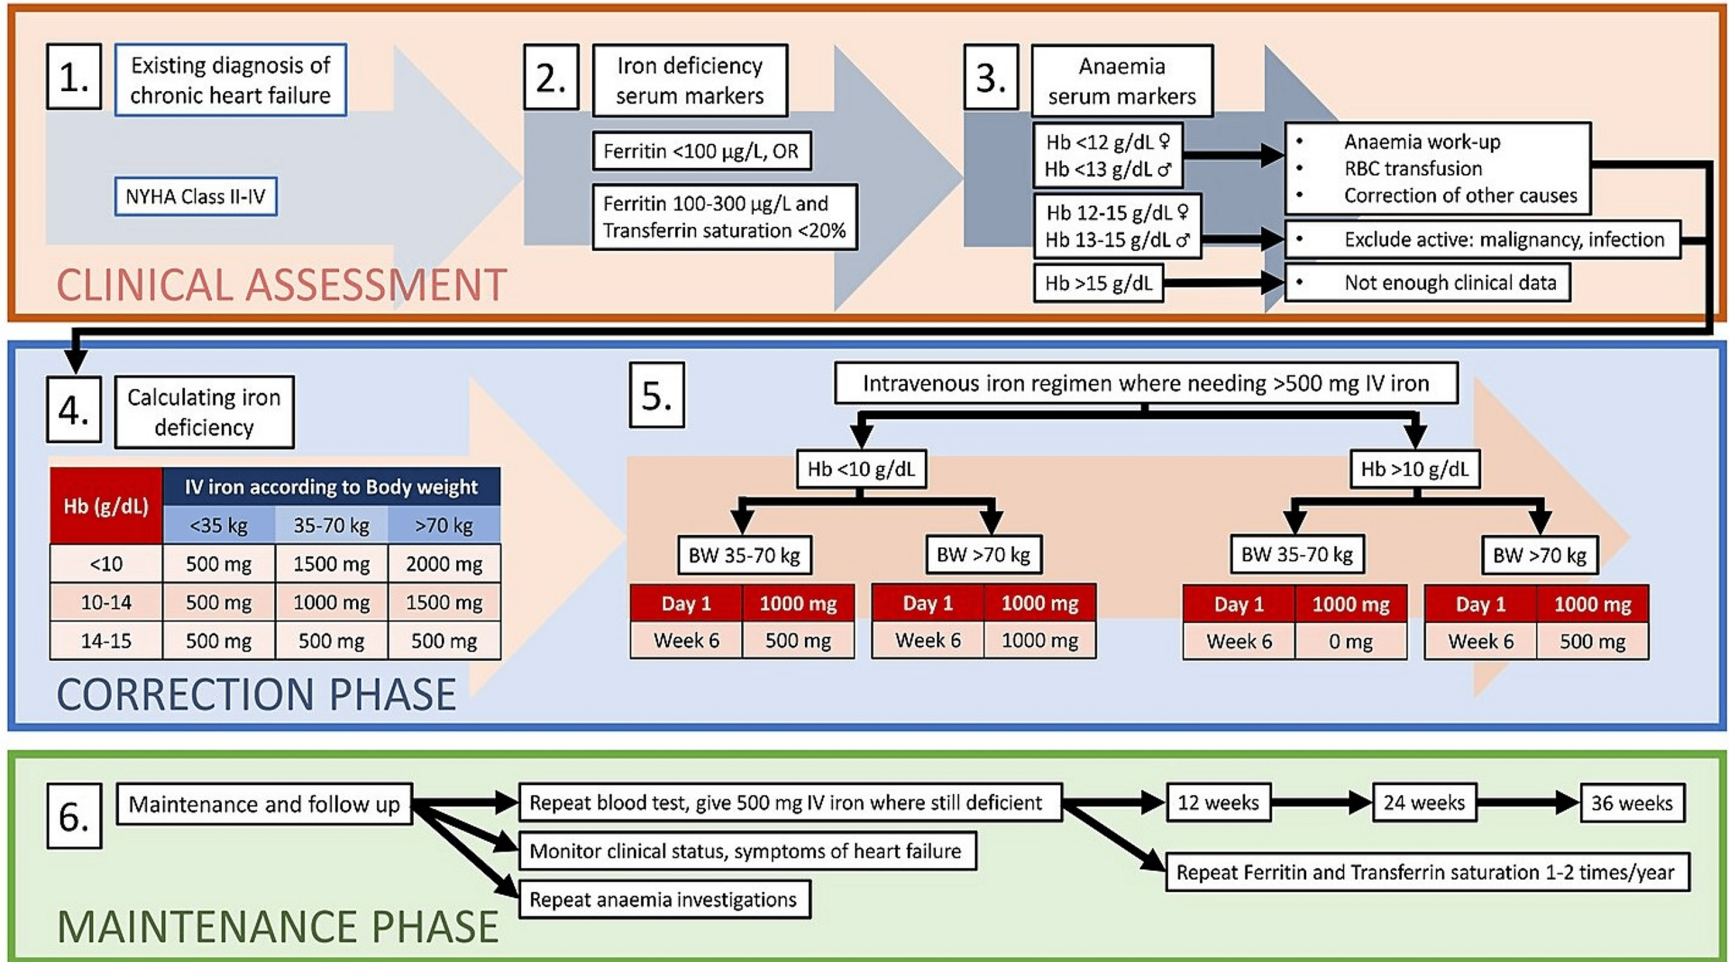 1.
Existing diagnosis of
chronic heart failure
NYHA Class II-IV
2.
Iron deficiency
serum markers
Ferritin <100 µg/L, OR
Ferritin 100-300 µg/L and
Transferrin saturation <20%
3.
Anaemia
serum markers
Hb <12 g/dL ♀
Hb <13 g/dL ♂
• Anaemia work-up
• RBC transfusion
• Correction of other causes
Hb 12-15 g/dL ♀
Hb 13-15 g/dL ♂
• Exclude active: malignancy, infection
Hb >15 g/dL
• Not enough clinical data
CLINICAL ASSESSMENT
4.
Calculating iron
deficiency
Hb (g/dL) IV iron according to Body weight
<35 kg 35-70 kg >70 kg
<10 500 mg 1500 mg 2000 mg
10-14 500 mg 1000 mg 1500 mg
14-15 500 mg 500 mg 500 mg
5.
Intravenous iron regimen where needing >500 mg IV iron
Hb <10 g/dL Hb >10 g/dL
BW 35-70 kg BW >70 kg BW 35-70 kg BW >70 kg
Day 1 1000 mg Day 1 1000 mg Day 1 1000 mg Day 1 1000 mg
Week 6 500 mg Week 6 1000 mg Week 6 0 mg Week 6 500 mg
CORRECTION PHASE
6.
Maintenance and follow up
Repeat blood test, give 500 mg IV iron where still deficient
12 weeks 24 weeks 36 weeks
Monitor clinical status, symptoms of heart failure
Repeat Ferritin and Transferrin saturation 1-2 times/year
Repeat anaemia investigations
MAINTENANCE PHASE